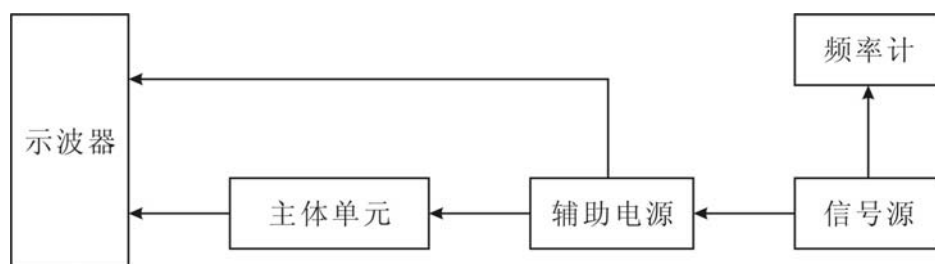 频率计
示波器
主体单元
辅助电源
信号源